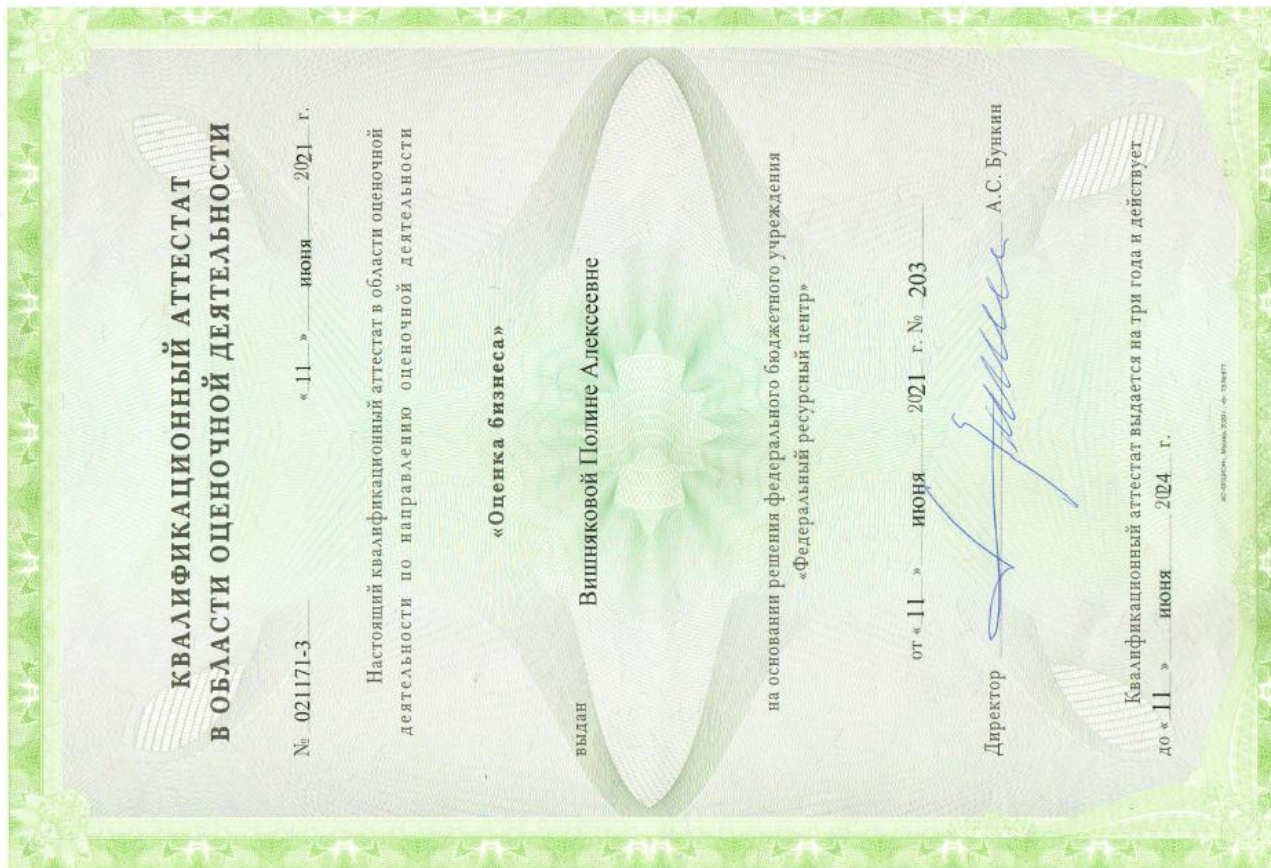 КВАЛИФИКАЦИОННЫЙ АТТЕСТАТ
В ОБЛАСТИ ОЦЕНОЧНОЙ ДЕЯТЕЛЬНОСТИ
№ 021171-3 « 11 » июня 2021 г.
Настоящий квалификационный аттестат в области оценочной
деятельности по направлению оценочной деятельности
«Оценка бизнеса»
выдан Вишняковой Полине Алексеевне
на основании решения федерального бюджетного учреждения
«Федеральный ресурсный центр»
от « 11 » июня 2021 г. № 203
Директор А.С. Бункин
Квалификационный аттестат выдается на три года и действует
до « 11 » июня 2024 г.